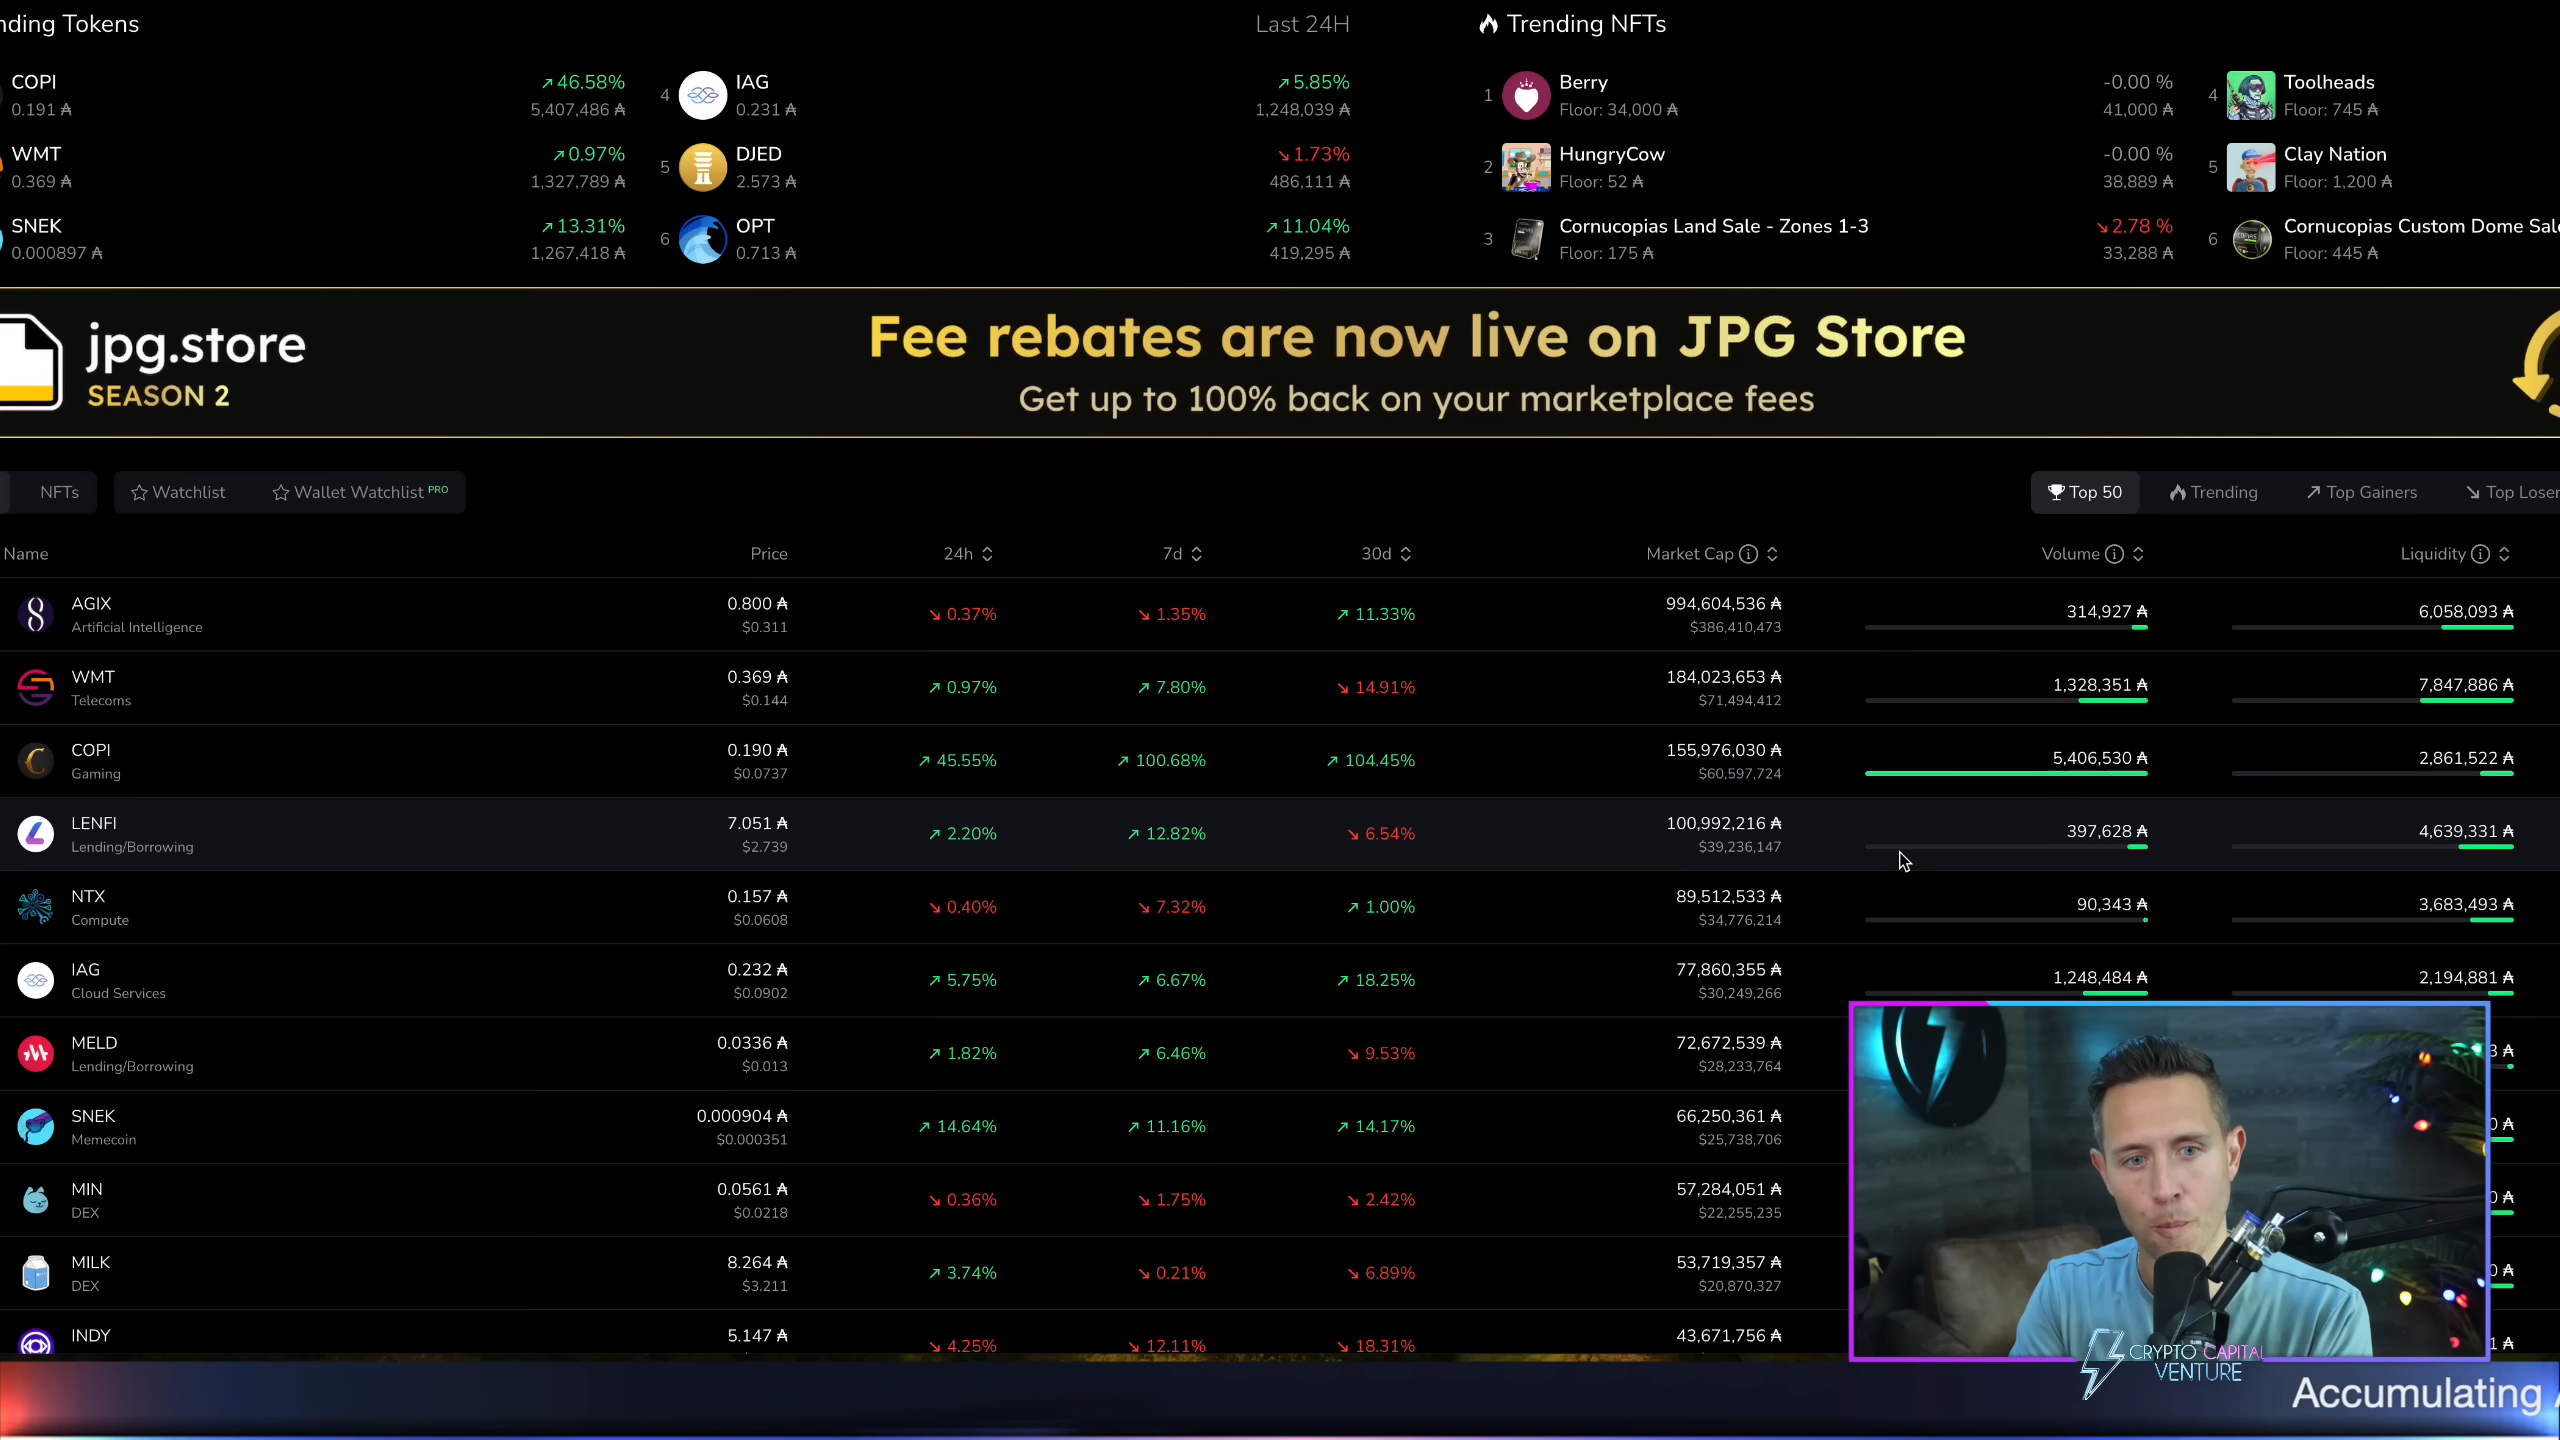 nding Tokens
Last 24H
COPI
0.191 ₳
46.58%
5,407,486 ₳
WMT
0.369 ₳
0.97%
1,327,789 ₳
SNEK
0.000897 ₳
13.31%
1,267,418 ₳
4 IAG
0.231 ₳
5.85%
1,248,039 ₳
5 DJED
2.573 ₳
1.73%
486,111 ₳
6 OPT
0.713 ₳
11.04%
419,295 ₳
Trending NFTs
1 Berry
Floor: 34,000 ₳
-0.00 %
41,000 ₳
2 HungryCow
Floor: 52 ₳
-0.00 %
38,889 ₳
3 Cornucopias Land Sale - Zones 1-3
Floor: 175 ₳
2.78 %
33,288 ₳
4 Toolheads
Floor: 745 ₳
5 Clay Nation
Floor: 1,200 ₳
6 Cornucopias Custom Dome Sale
Floor: 445 ₳
jpg.store
SEASON 2
Fee rebates are now live on JPG Store
Get up to 100% back on your marketplace fees
NFTs Watchlist Wallet Watchlist PRO
Top 50 Trending Top Gainers Top Loser
Name Price 24h 7d 30d Market Cap Volume Liquidity
AGIX 0.800 ₳ 0.37% 1.35% 11.33% 994,604,536 ₳ 314,927 ₳ 6,058,093 ₳
Artificial Intelligence $0.311 $386,410,473
WMT 0.369 ₳ 0.97% 7.80% 14.91% 184,023,653 ₳ 1,328,351 ₳ 7,847,886 ₳
Telecoms $0.144 $71,494,412
COPI 0.190 ₳ 45.55% 100.68% 104.45% 155,976,030 ₳ 5,406,530 ₳ 2,861,522 ₳
Gaming $0.0737 $60,597,724
LENFI 7.051 ₳ 2.20% 12.82% 6.54% 100,992,216 ₳ 397,628 ₳ 4,639,331 ₳
Lending/Borrowing $2.739 $39,236,147
NTX 0.157 ₳ 0.40% 7.32% 1.00% 89,512,533 ₳ 90,343 ₳ 3,683,493 ₳
Compute $0.0608 $34,776,214
IAG 0.232 ₳ 5.75% 6.67% 18.25% 77,860,355 ₳ 1,248,484 ₳ 2,194,881 ₳
Cloud Services $0.0902 $30,249,266
MELD 0.0336 ₳ 1.82% 6.46% 9.53% 72,672,539 ₳ 3 ₳
Lending/Borrowing $0.013 $28,233,764
SNEK 0.000904 ₳ 14.64% 11.16% 14.17% 66,250,361 ₳ 0 ₳
Memecoin $0.000351 $25,738,706
MIN 0.0561 ₳ 0.36% 1.75% 2.42% 57,284,051 ₳ 0 ₳
DEX $0.0218 $22,255,235
MILK 8.264 ₳ 3.74% 0.21% 6.89% 53,719,357 ₳ 0 ₳
DEX $3.211 $20,870,327
INDY 5.147 ₳ 4.25% 12.11% 18.31% 43,671,756 ₳ 1 ₳
CRYPTO CAPITAL
VENTURE
Accumulating